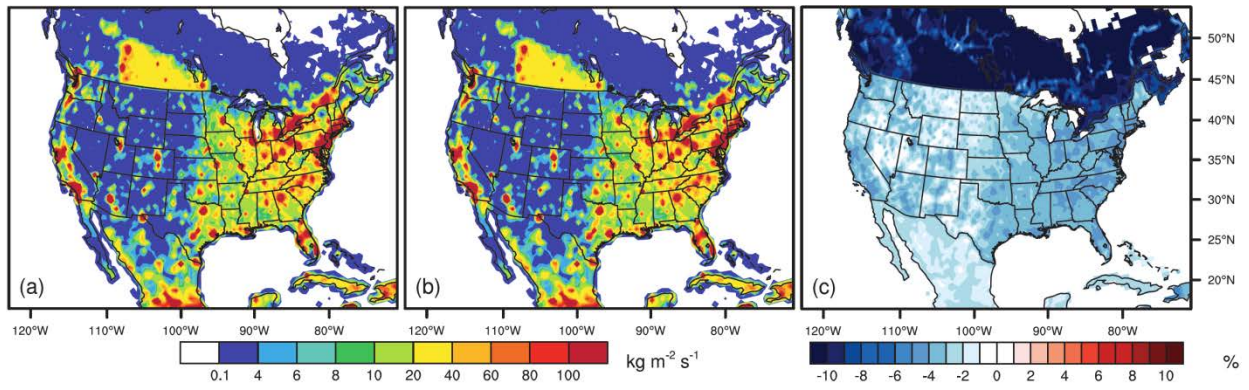 (a)
(b)
(c)
50°N
45°N
40°N
35°N
30°N
25°N
20°N
120°W 110°W 100°W 90°W 80°W
120°W 110°W 100°W 90°W 80°W
120°W 110°W 100°W 90°W 80°W
0.1 4 6 8 10 20 40 60 80 100
kg m⁻² s⁻¹
-10 -8 -6 -4 -2 0 2 4 6 8 10
%